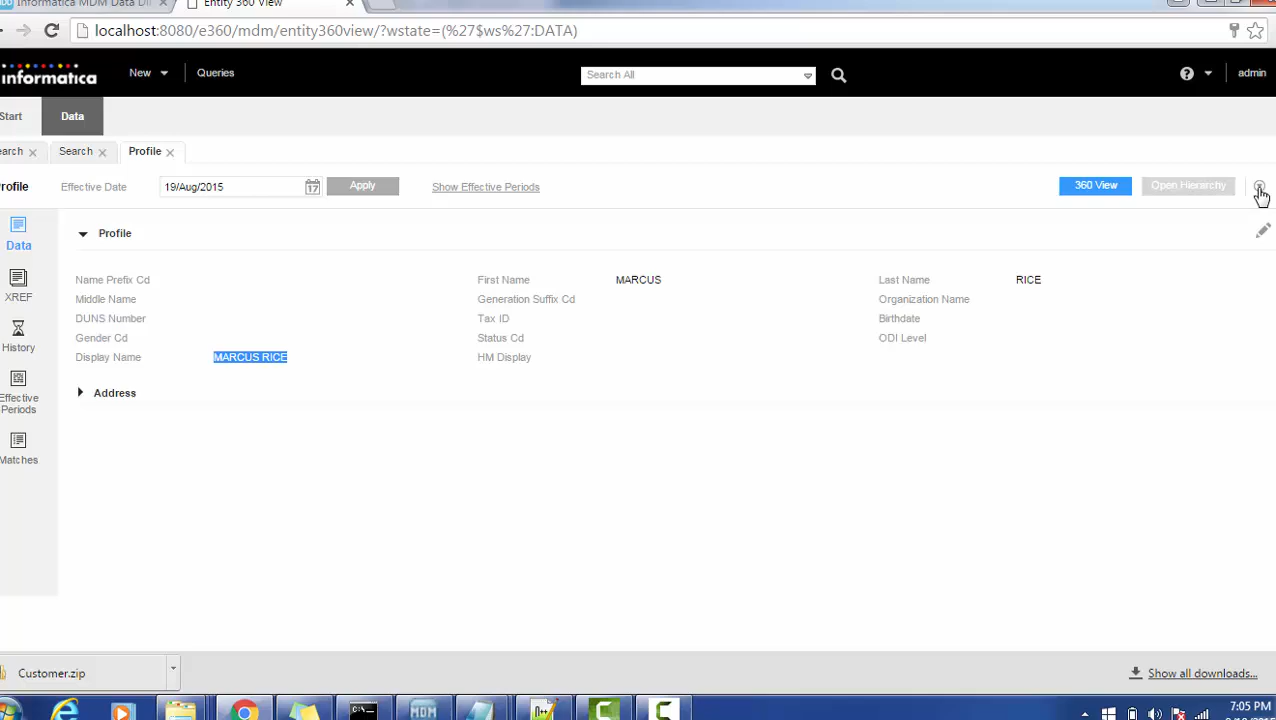 Informatica MDM Data Di
Entity 360 View
localhost:8080/e360/mdm/entity360view/?wstate=(%27$ws%27:DATA)
informatica
New
Queries
Search All
admin
Start
Data
earch
Search
Profile
rofile
Effective Date
19/Aug/2015
17
Apply
Show Effective Periods
360 View
Open Hierarchy
Data
XREF
History
Effective
Periods
Matches
Profile
Name Prefix Cd
First Name MARCUS
Last Name RICE
Middle Name
Generation Suffix Cd
Organization Name
DUNS Number
Tax ID
Birthdate
Gender Cd
Status Cd
ODI Level
Display Name MARCUS RICE
HM Display
Address
Customer.zip
Show all downloads...
C:\
MDM
7:05 PM